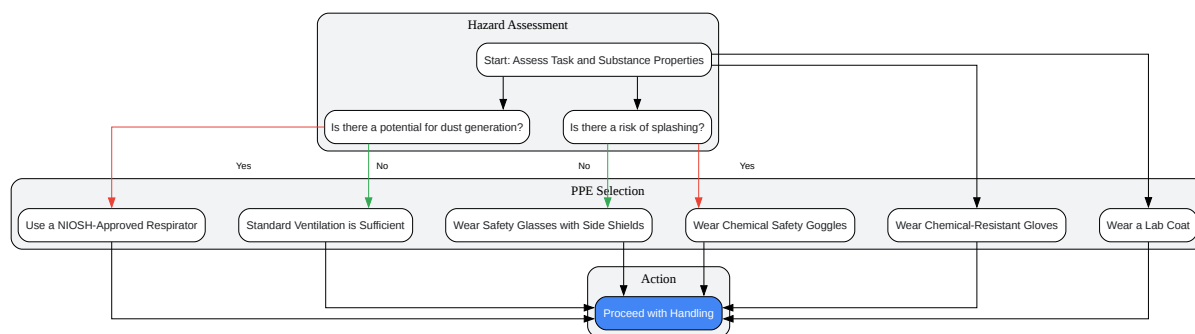 Hazard Assessment
Start: Assess Task and Substance Properties
Is there a potential for dust generation?
Is there a risk of splashing?
Yes
No
No
Yes
PPE Selection
Use a NIOSH-Approved Respirator
Standard Ventilation is Sufficient
Wear Safety Glasses with Side Shields
Wear Chemical Safety Goggles
Wear Chemical-Resistant Gloves
Wear a Lab Coat
Action
Proceed with Handling